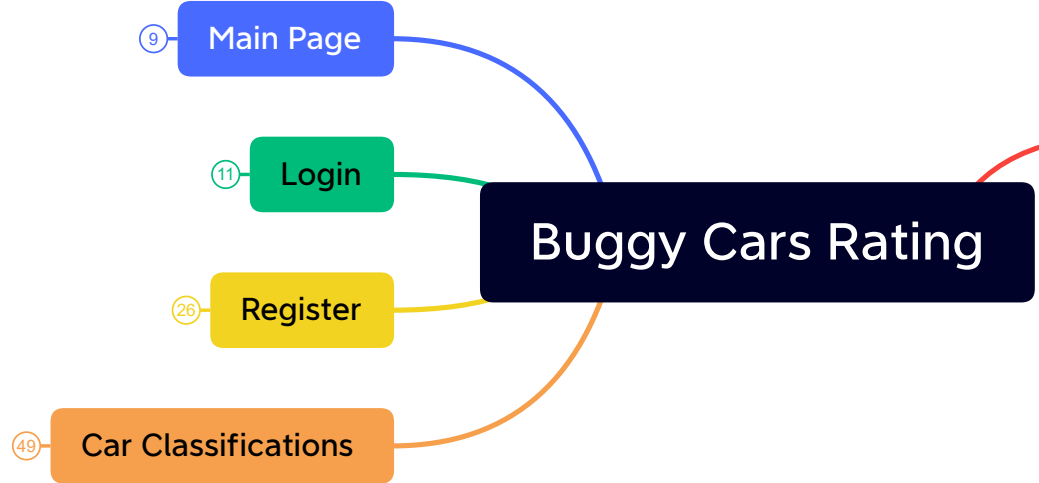 9
Main Page
11
Login
Buggy Cars Rating
26
Register
49
Car Classifications